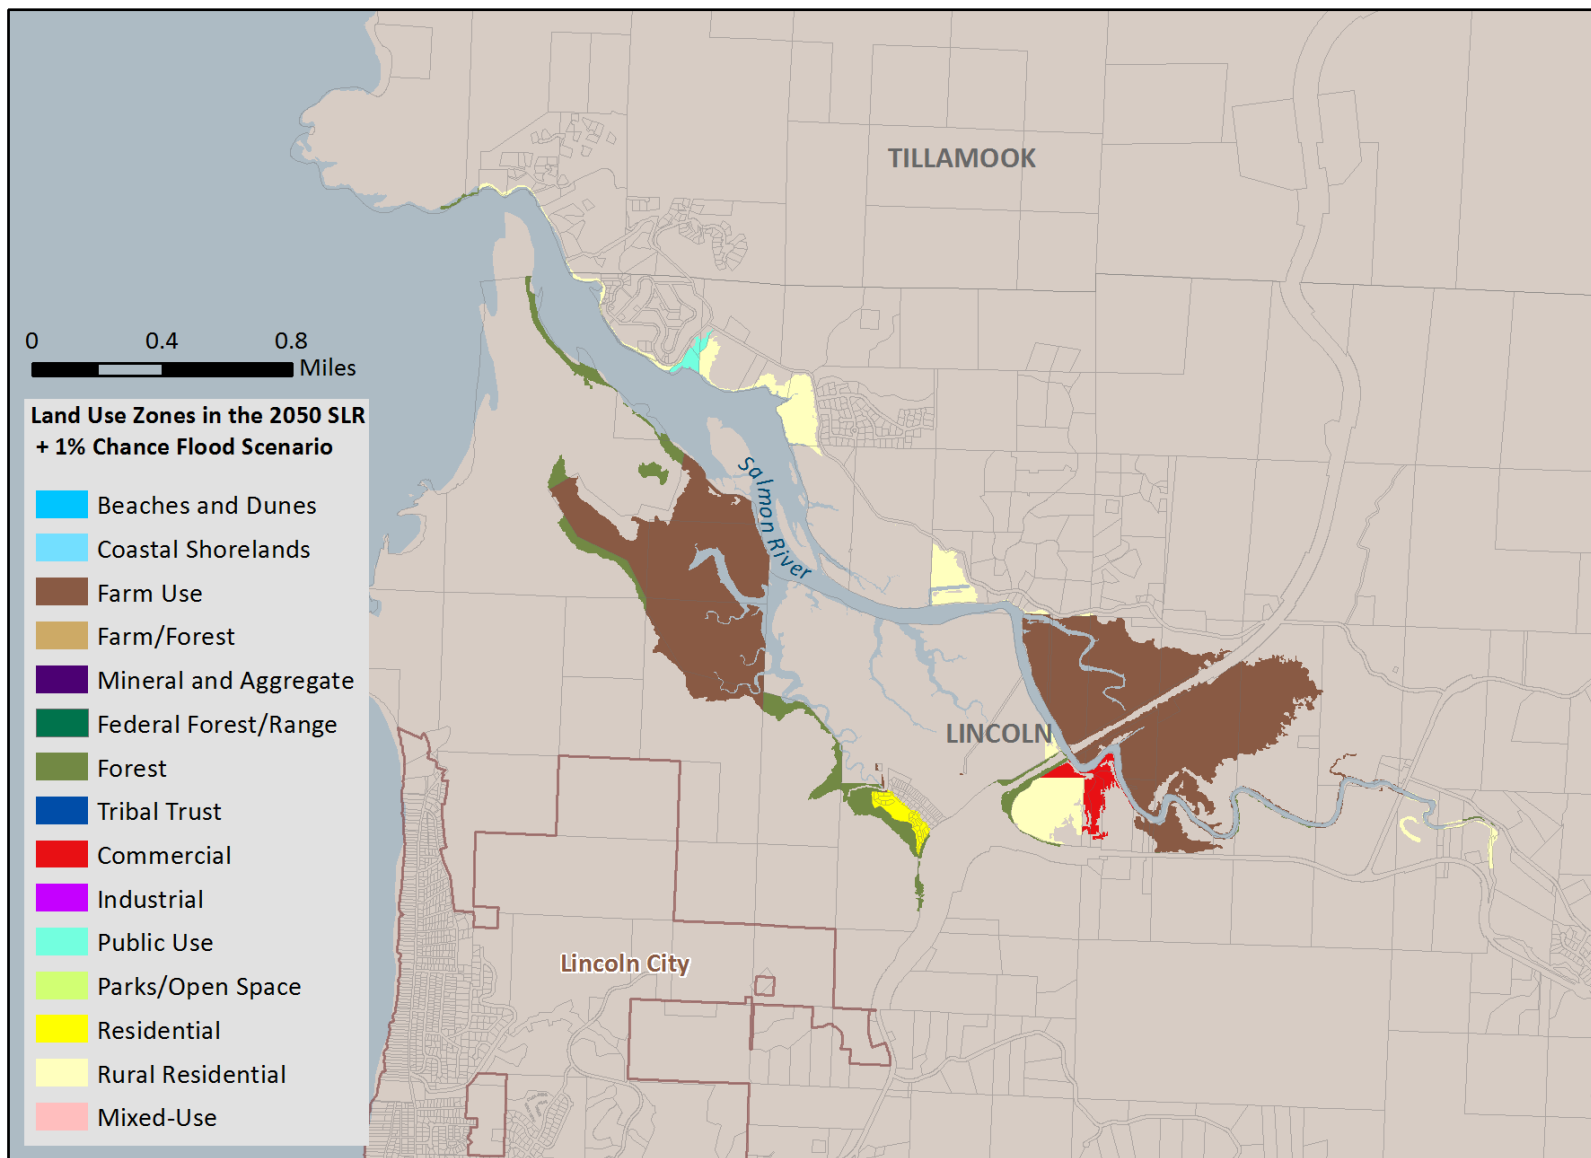 TILLAMOOK
0 0.4 0.8
Miles
Land Use Zones in the 2050 SLR
+ 1% Chance Flood Scenario
Beaches and Dunes
Coastal Shorelands
Farm Use
Farm/Forest
Mineral and Aggregate
Federal Forest/Range
Forest
Tribal Trust
Commercial
Industrial
Public Use
Parks/Open Space
Residential
Rural Residential
Mixed-Use
Salmon River
LINCOLN
Lincoln City